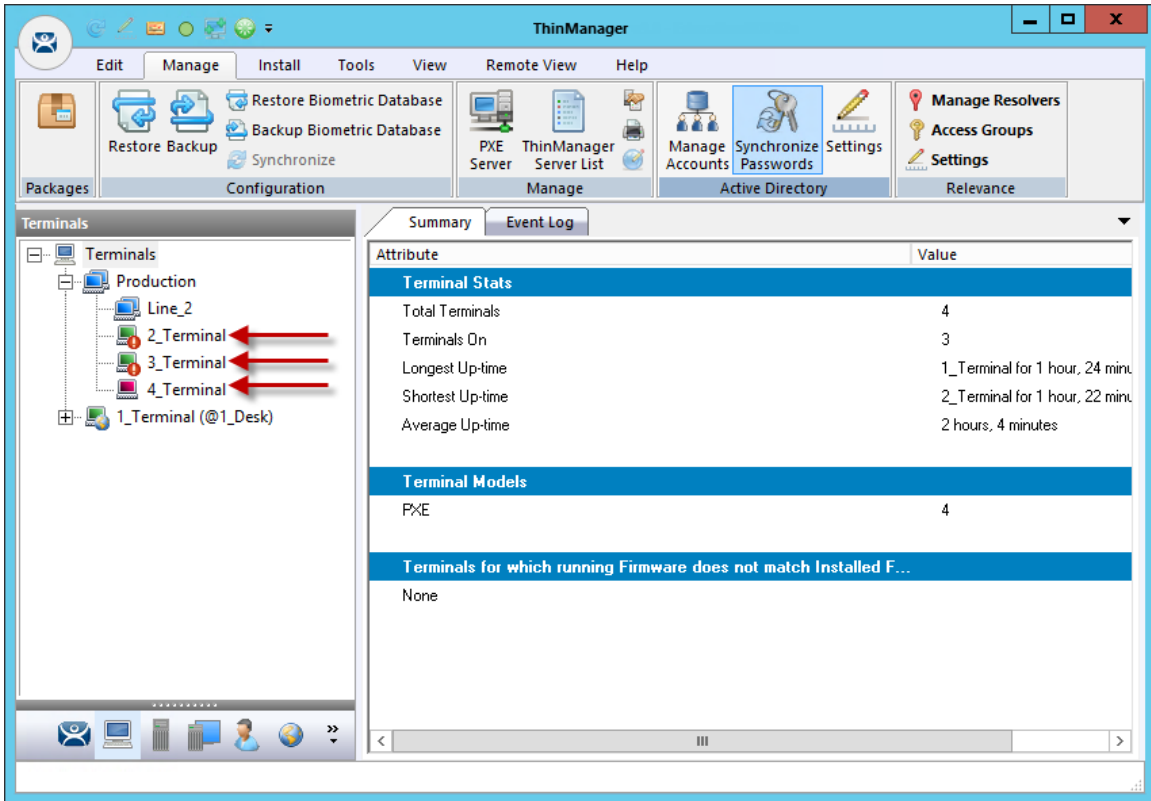 ThinManager
Edit Manage Install Tools View Remote View Help
Restore Biometric Database
Backup Biometric Database
Synchronize
Restore Backup
Packages
Configuration
PXE Server
ThinManager Server List
Manage
Manage Accounts
Synchronize Passwords
Settings
Active Directory
Manage Resolvers
Access Groups
Settings
Relevance
Terminals
Terminals
Production
Line_2
2_Terminal
3_Terminal
4_Terminal
1_Terminal (@1_Desk)
Summary Event Log
Attribute Value
Terminal Stats
Total Terminals 4
Terminals On 3
Longest Up-time 1_Terminal for 1 hour, 24 minu
Shortest Up-time 2_Terminal for 1 hour, 22 minu
Average Up-time 2 hours, 4 minutes
Terminal Models
PXE 4
Terminals for which running Firmware does not match Installed F...
None